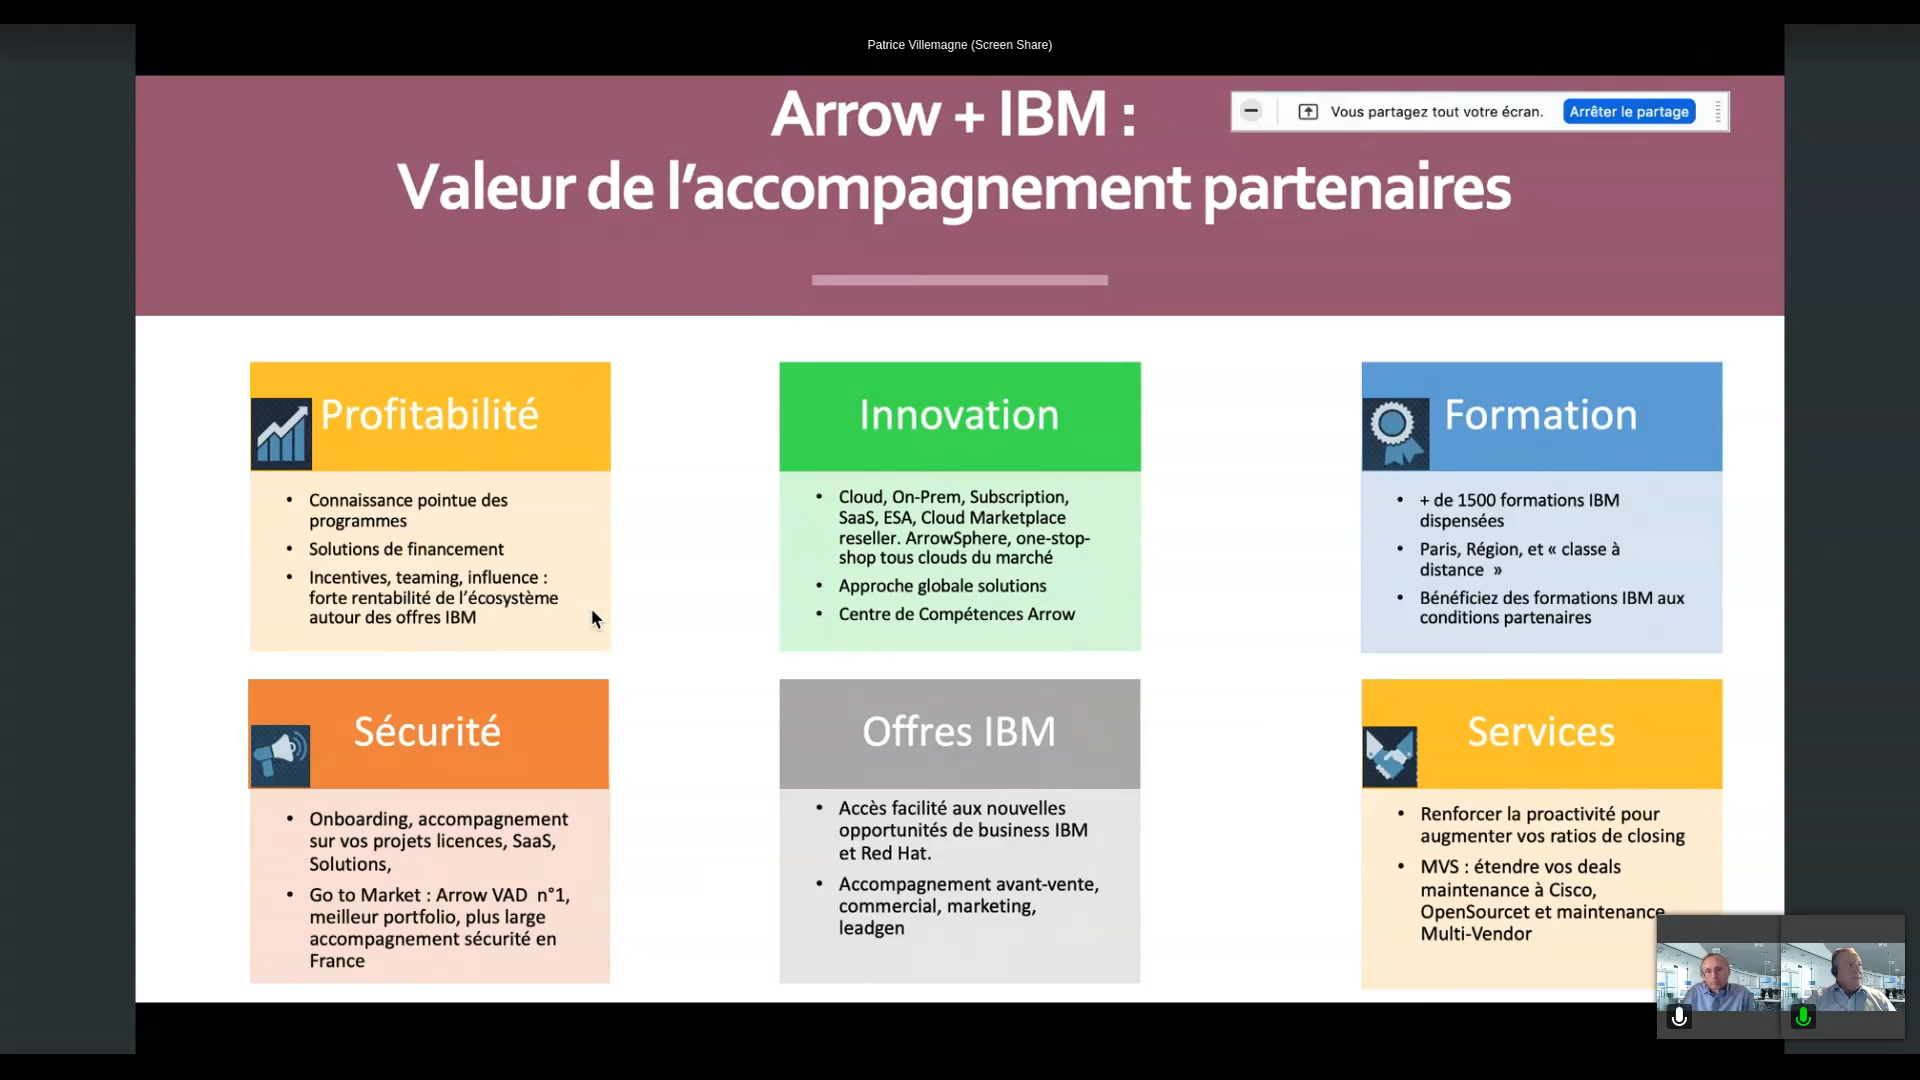 Patrice Villemagne (Screen Share)
Arrow + IBM :
Vous partagez tout votre écran.
Arrêter le partage
Valeur de l’accompagnement partenaires
Profitabilité
• Connaissance pointue des
programmes
• Solutions de financement
• Incentives, teaming, influence :
forte rentabilité de l’écosystème
autour des offres IBM
Innovation
• Cloud, On-Prem, Subscription,
SaaS, ESA, Cloud Marketplace
reseller. ArrowSphere, one-stop-
shop tous clouds du marché
• Approche globale solutions
• Centre de Compétences Arrow
Formation
• + de 1500 formations IBM
dispensées
• Paris, Région, et « classe à
distance »
• Bénéficiez des formations IBM aux
conditions partenaires
Sécurité
• Onboarding, accompagnement
sur vos projets licences, SaaS,
Solutions,
• Go to Market : Arrow VAD n°1,
meilleur portfolio, plus large
accompagnement sécurité en
France
Offres IBM
• Accès facilité aux nouvelles
opportunités de business IBM
et Red Hat.
• Accompagnement avant-vente,
commercial, marketing,
leadgen
Services
• Renforcer la proactivité pour
augmenter vos ratios de closing
• MVS : étendre vos deals
maintenance à Cisco,
OpenSourcet et maintenance
Multi-Vendor